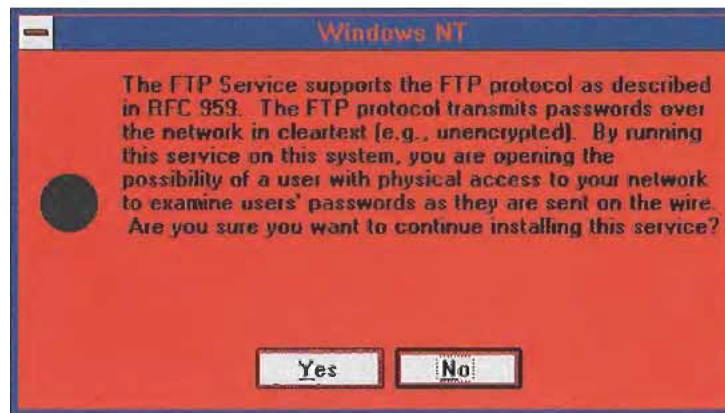 Windows NT
The FTP Service supports the FTP protocol as described
in RFC 959. The FTP protocol transmits passwords over
the network in cleartext (e.g., unencrypted). By running
this service on this system, you are opening the
possibility of a user with physical access to your network
to examine users' passwords as they are sent on the wire.
Are you sure you want to continue installing this service?
Yes
No